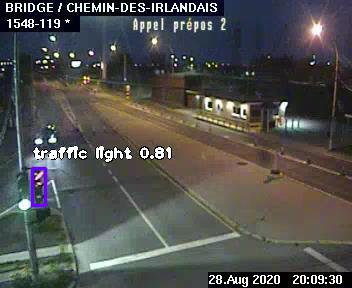 BRIDGE / CHEMIN-DES-IRLANDAIS
1548-119 *
Appel prépos 2
traffic light 0.81
28.Aug 2020 20:09:30